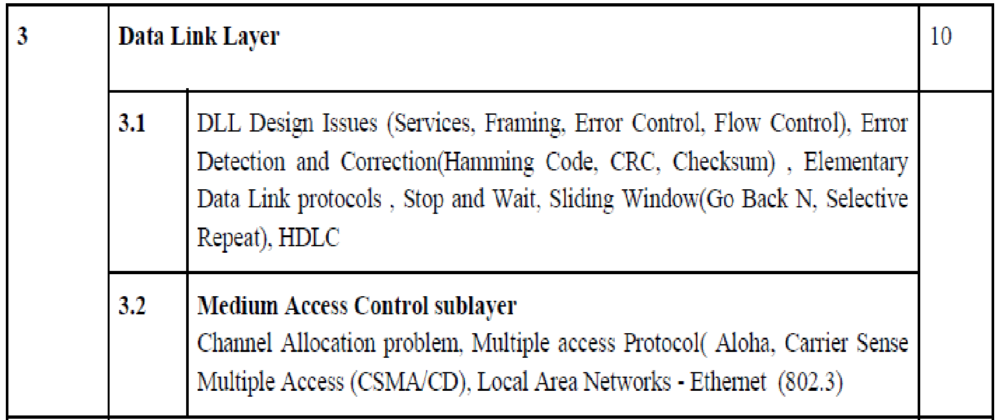 3 Data Link Layer 10
3.1 DLL Design Issues (Services, Framing, Error Control, Flow Control), Error
Detection and Correction(Hamming Code, CRC, Checksum) , Elementary
Data Link protocols , Stop and Wait, Sliding Window(Go Back N, Selective
Repeat), HDLC
3.2 Medium Access Control sublayer
Channel Allocation problem, Multiple access Protocol( Aloha, Carrier Sense
Multiple Access (CSMA/CD), Local Area Networks - Ethernet (802.3)